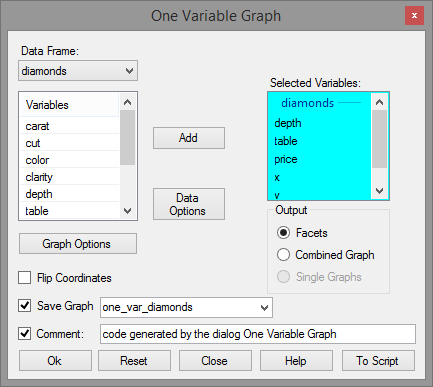 One Variable Graph
x
Data Frame:
diamonds
Variables
carat
cut
color
clarity
depth
table
Add
Data
Options
Selected Variables:
diamonds
depth
table
price
x
y
Graph Options
Output
Facets
Combined Graph
Single Graphs
Flip Coordinates
Save Graph one_var_diamonds
Comment: code generated by the dialog One Variable Graph
Ok Reset Close Help To Script